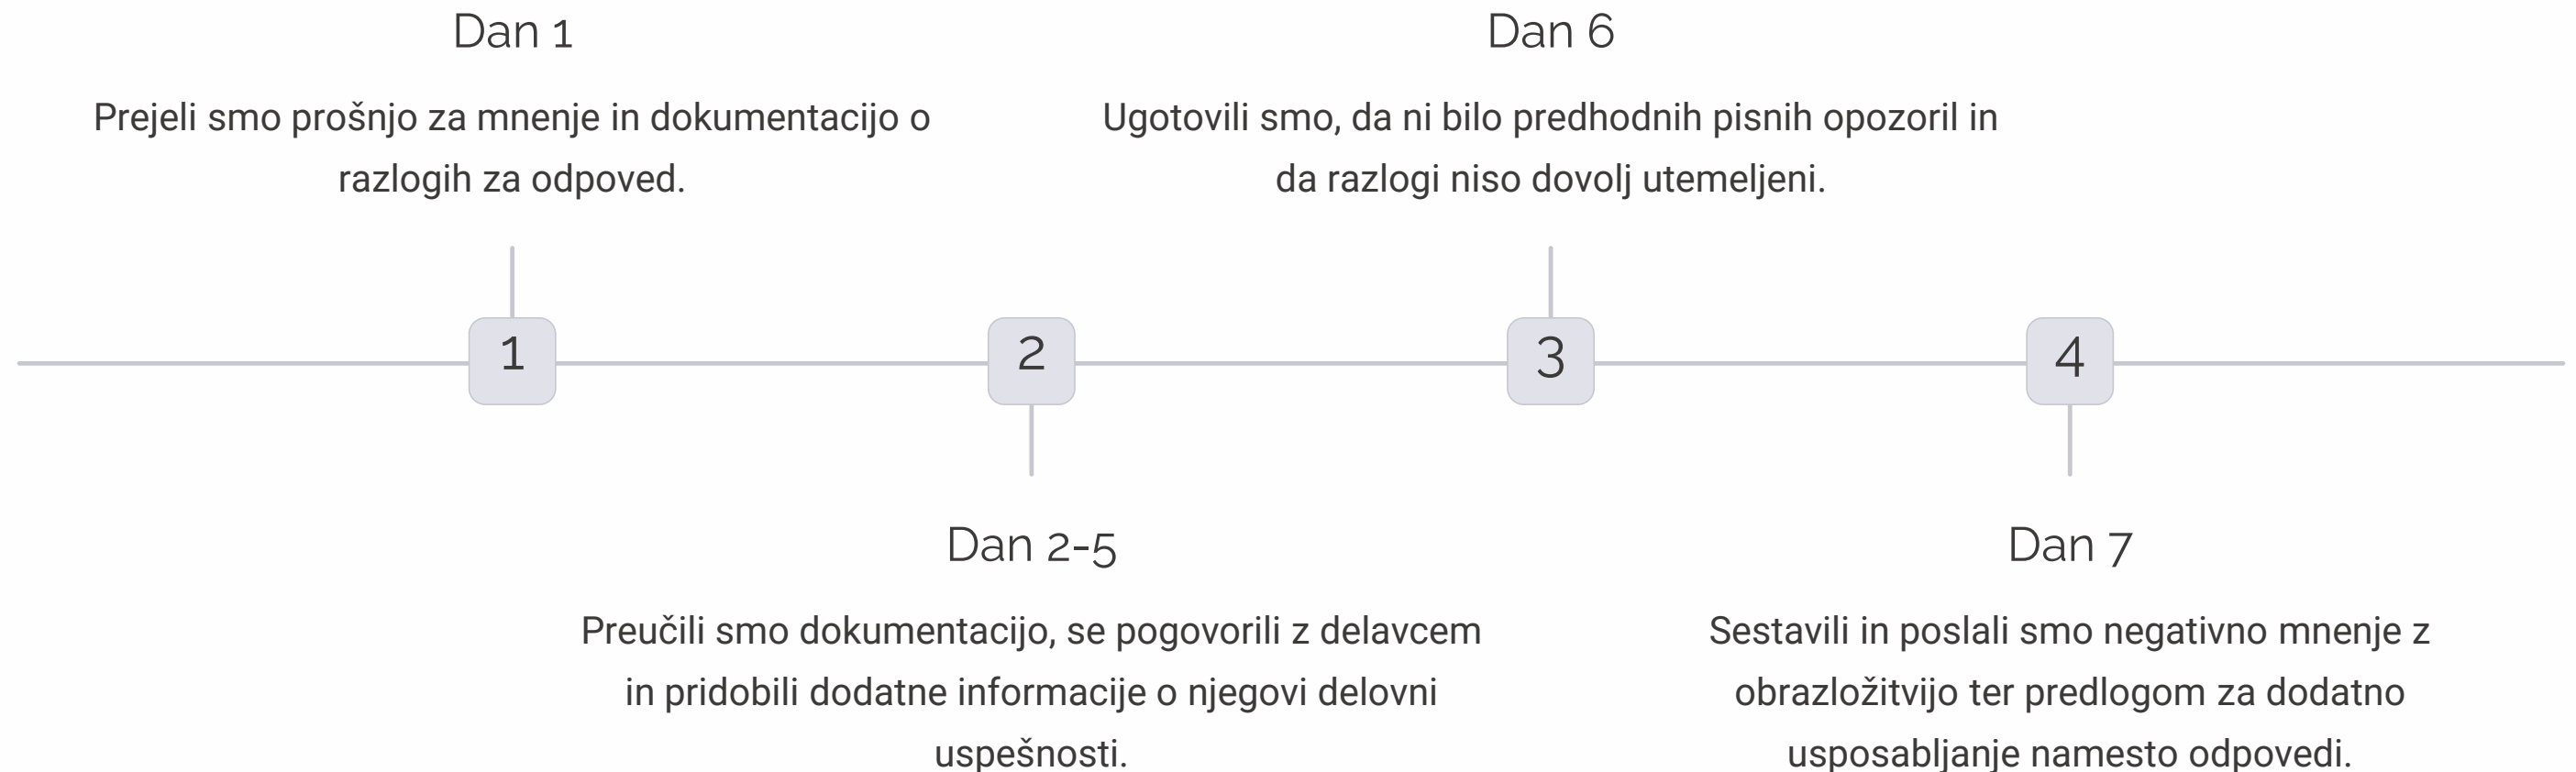 Dan 1
Prejeli smo prošnjo za mnenje in dokumentacijo o
razlogih za odpoved.
1
2
Dan 2-5
Preučili smo dokumentacijo, se pogovorili z delavcem
in pridobili dodatne informacije o njegovi delovni
uspešnosti.
Dan 6
Ugotovili smo, da ni bilo predhodnih pisnih opozoril in
da razlogi niso dovolj utemeljeni.
3
4
Dan 7
Sestavili in poslali smo negativno mnenje z
obrazložitvijo ter predlogom za dodatno
usposabljanje namesto odpovedi.